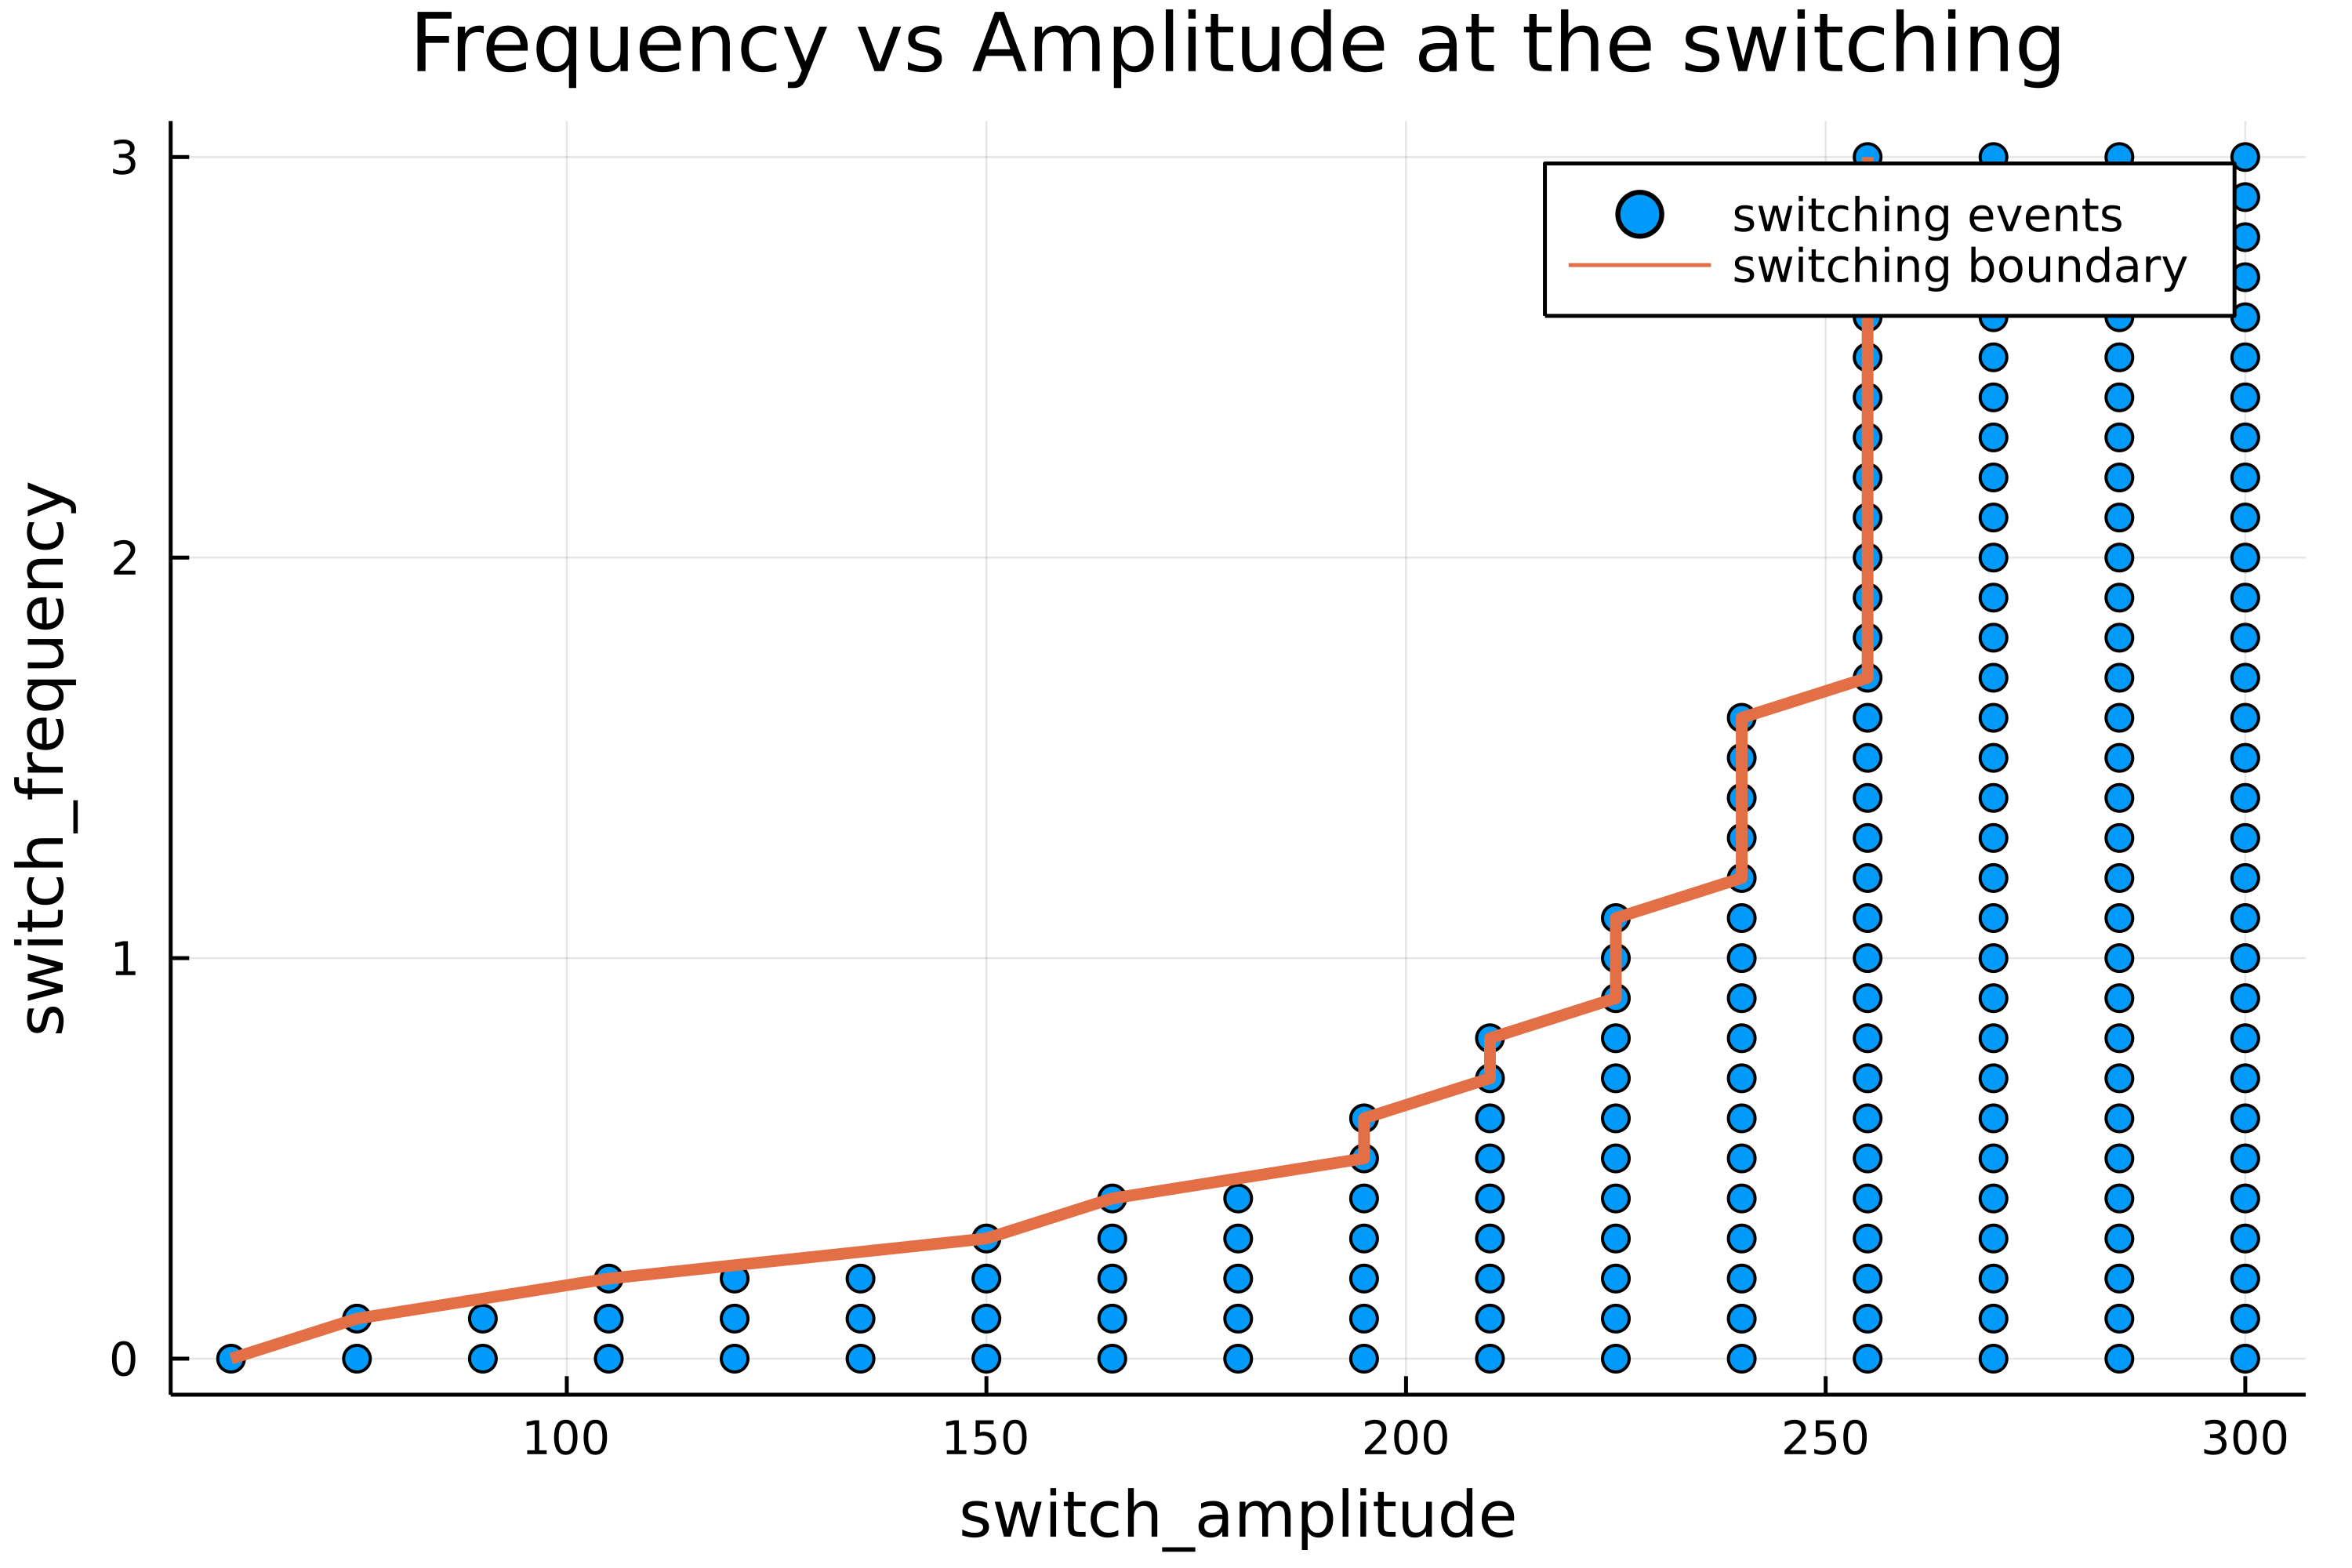 Frequency vs Amplitude at the switching
switching events
switching boundary
3
2
1
0
switch_frequency
100 150 200 250 300
switch_amplitude